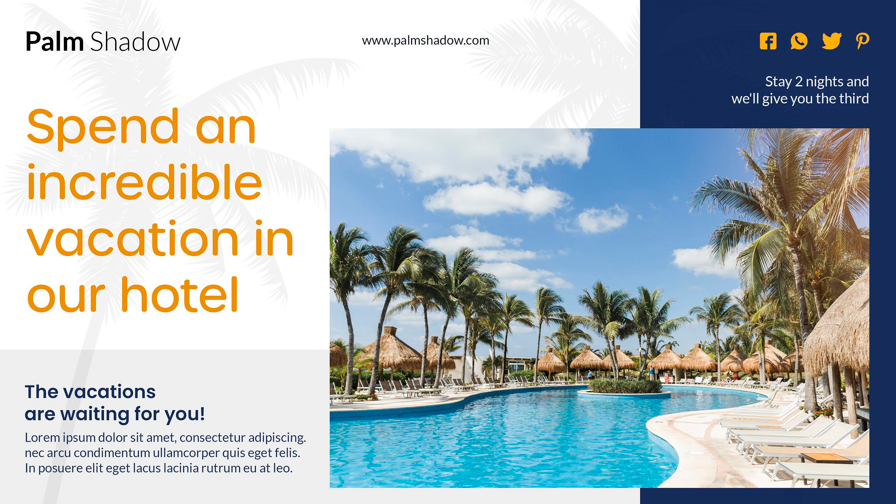 Palm Shadow
www.palmshadow.com
Stay 2 nights and
we'll give you the third
Spend an
incredible
vacation in
our hotel
The vacations
are waiting for you!
Lorem ipsum dolor sit amet, consectetur adipiscing.
nec arcu condimentum ullamcorper quis eget felis.
In posuere elit eget lacus lacinia rutrum eu at leo.